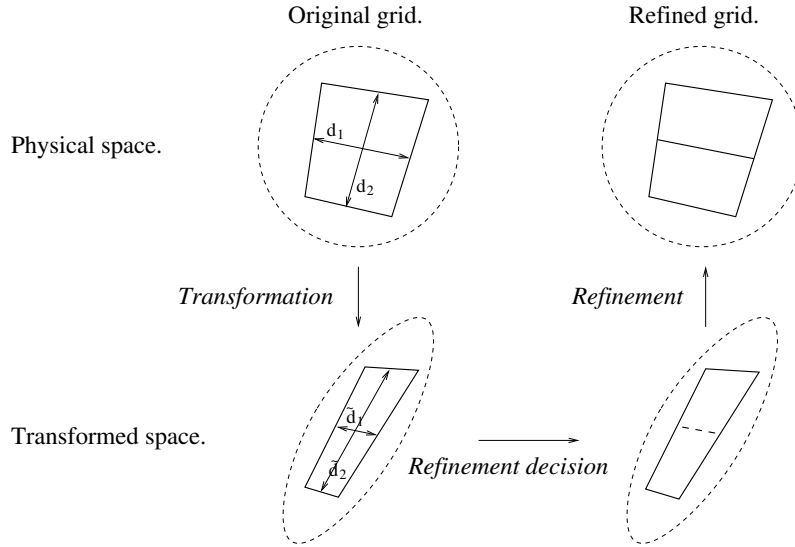 Original grid.
Refined grid.
d1
d2
Physical space.
Transformation
Refinement
d̃1
d̃2
Transformed space.
Refinement decision